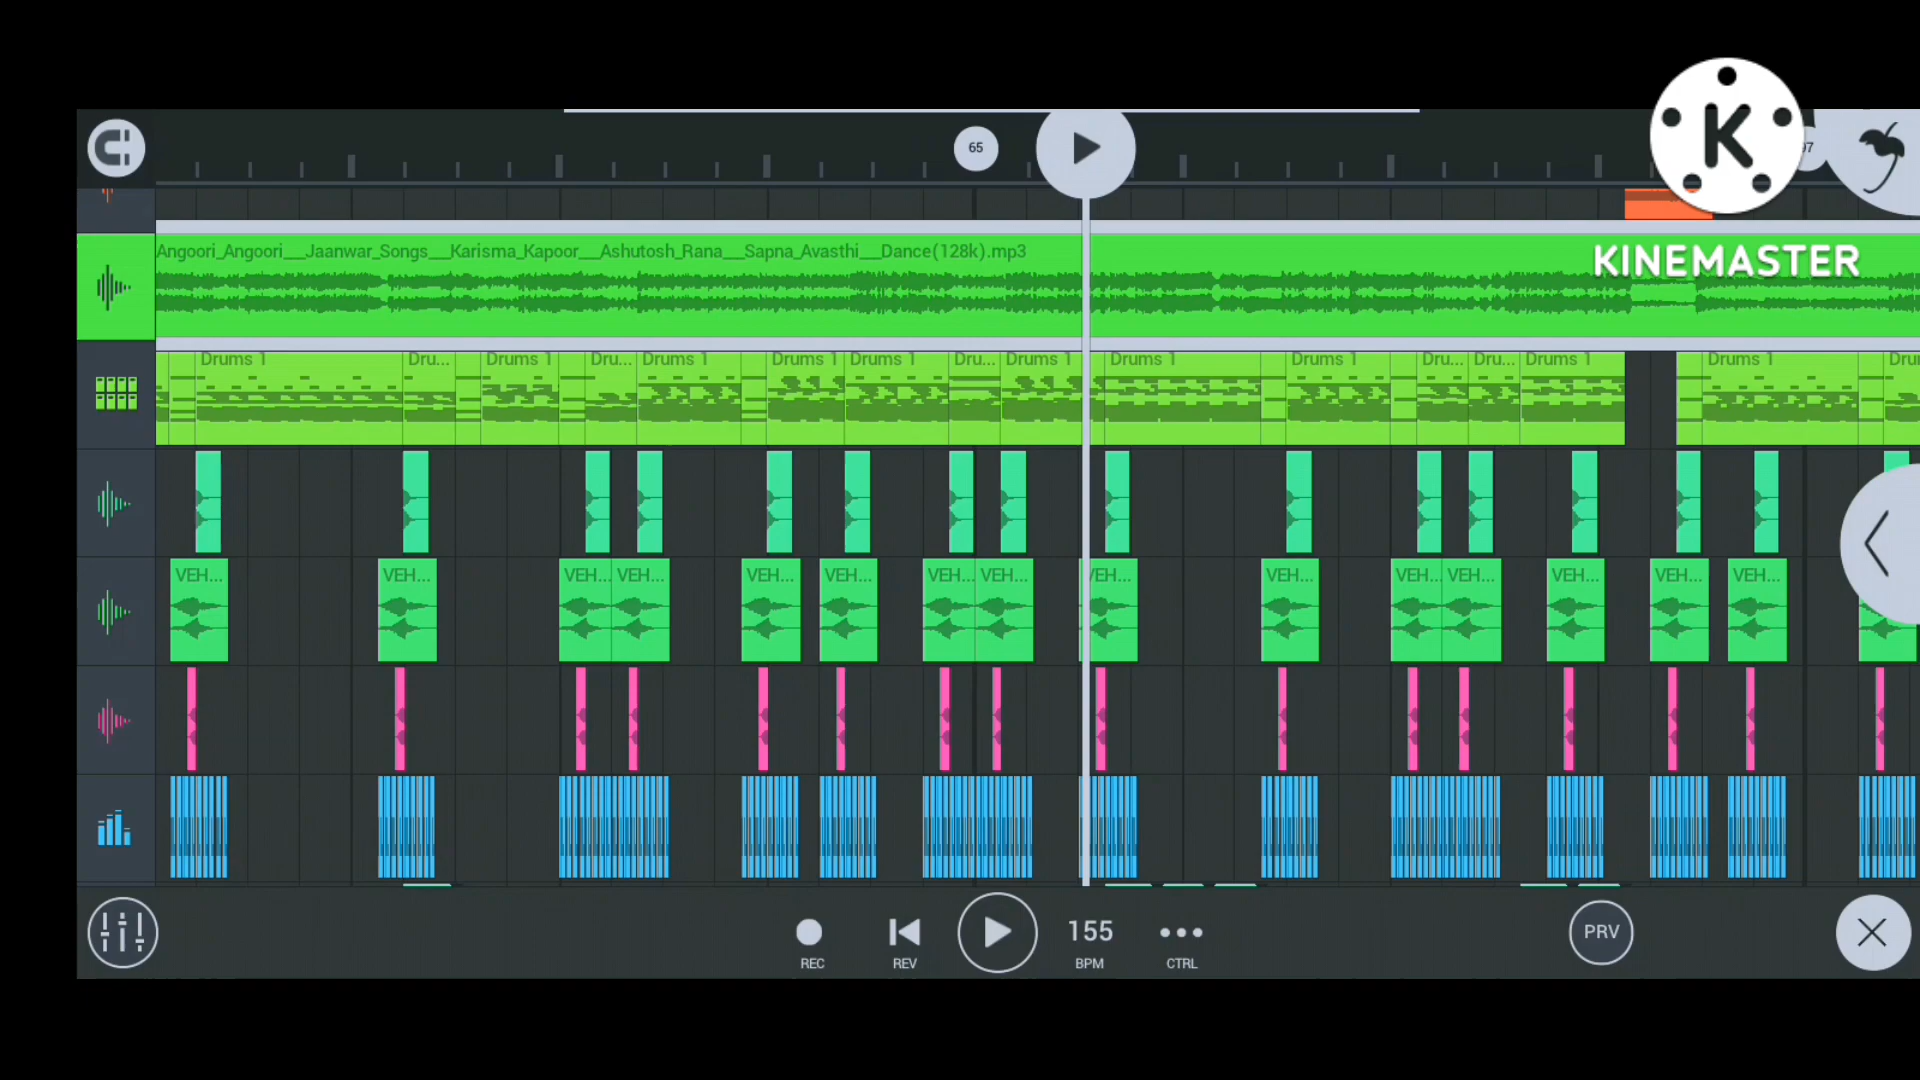 65
97
K
KINEMASTER
Angoori_Angoori__Jaanwar_Songs__Karisma_Kapoor__Ashutosh_Rana__Sapna_Avasthi__Dance(128k).mp3
Drums 1 Dru... Drums 1 Dru... Drums 1 Drums 1 Drums 1 Dru... Drums 1 Drums 1 Drums 1 Dru... Dru... Drums 1 Drums 1 Dru
VEH... VEH... VEH... VEH... VEH... VEH... VEH... VEH... VEH... VEH... VEH... VEH... VEH... VEH... VEH...
155
PRV
REC REV BPM CTRL